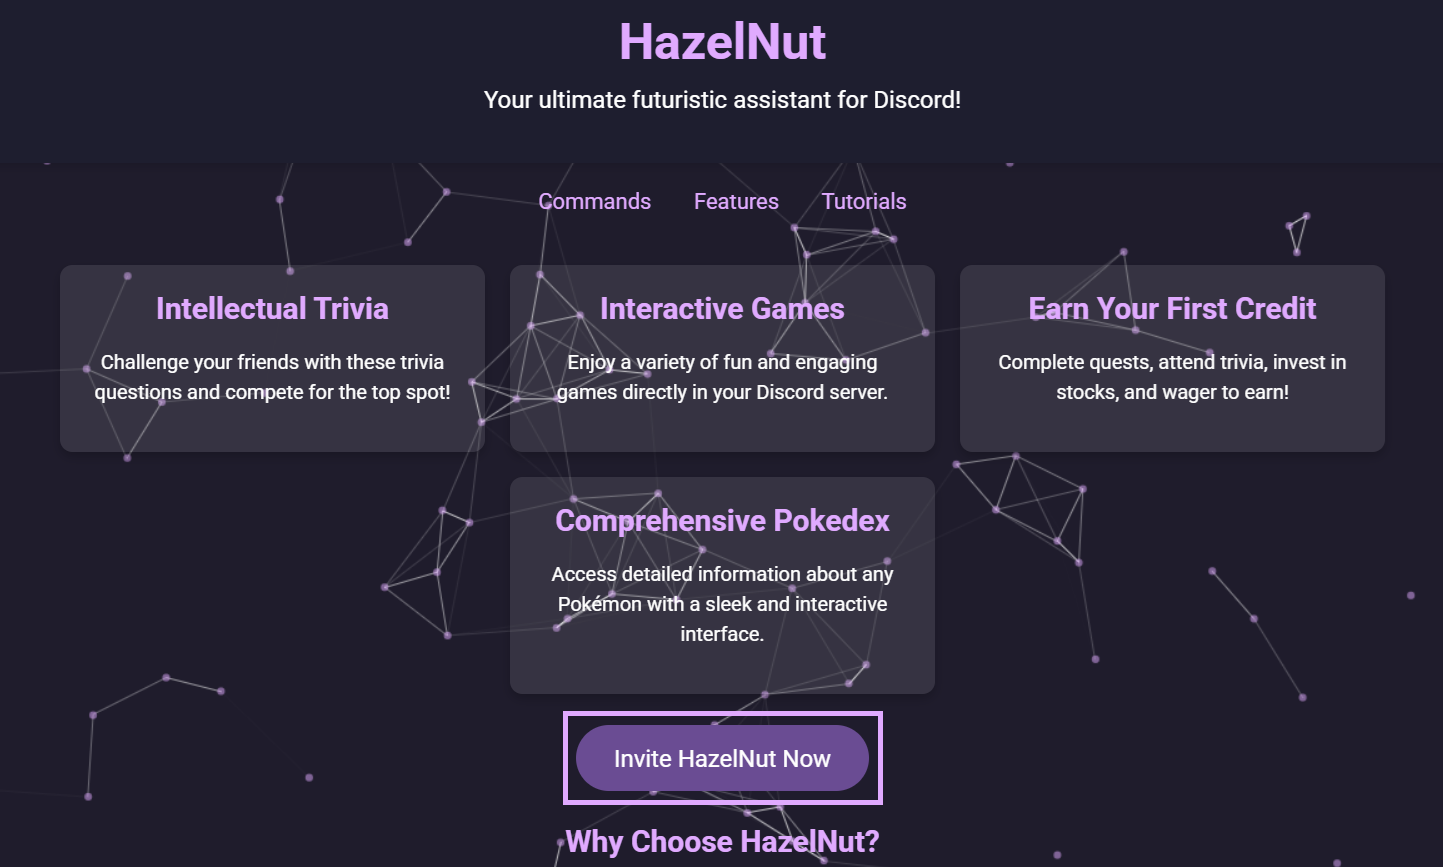 HazelNut
Your ultimate futuristic assistant for Discord!
Commands Features Tutorials
Intellectual Trivia
Challenge your friends with these trivia
questions and compete for the top spot!
Interactive Games
Enjoy a variety of fun and engaging
games directly in your Discord server.
Earn Your First Credit
Complete quests, attend trivia, invest in
stocks, and wager to earn!
Comprehensive Pokedex
Access detailed information about any
Pokémon with a sleek and interactive
interface.
Invite HazelNut Now
Why Choose HazelNut?